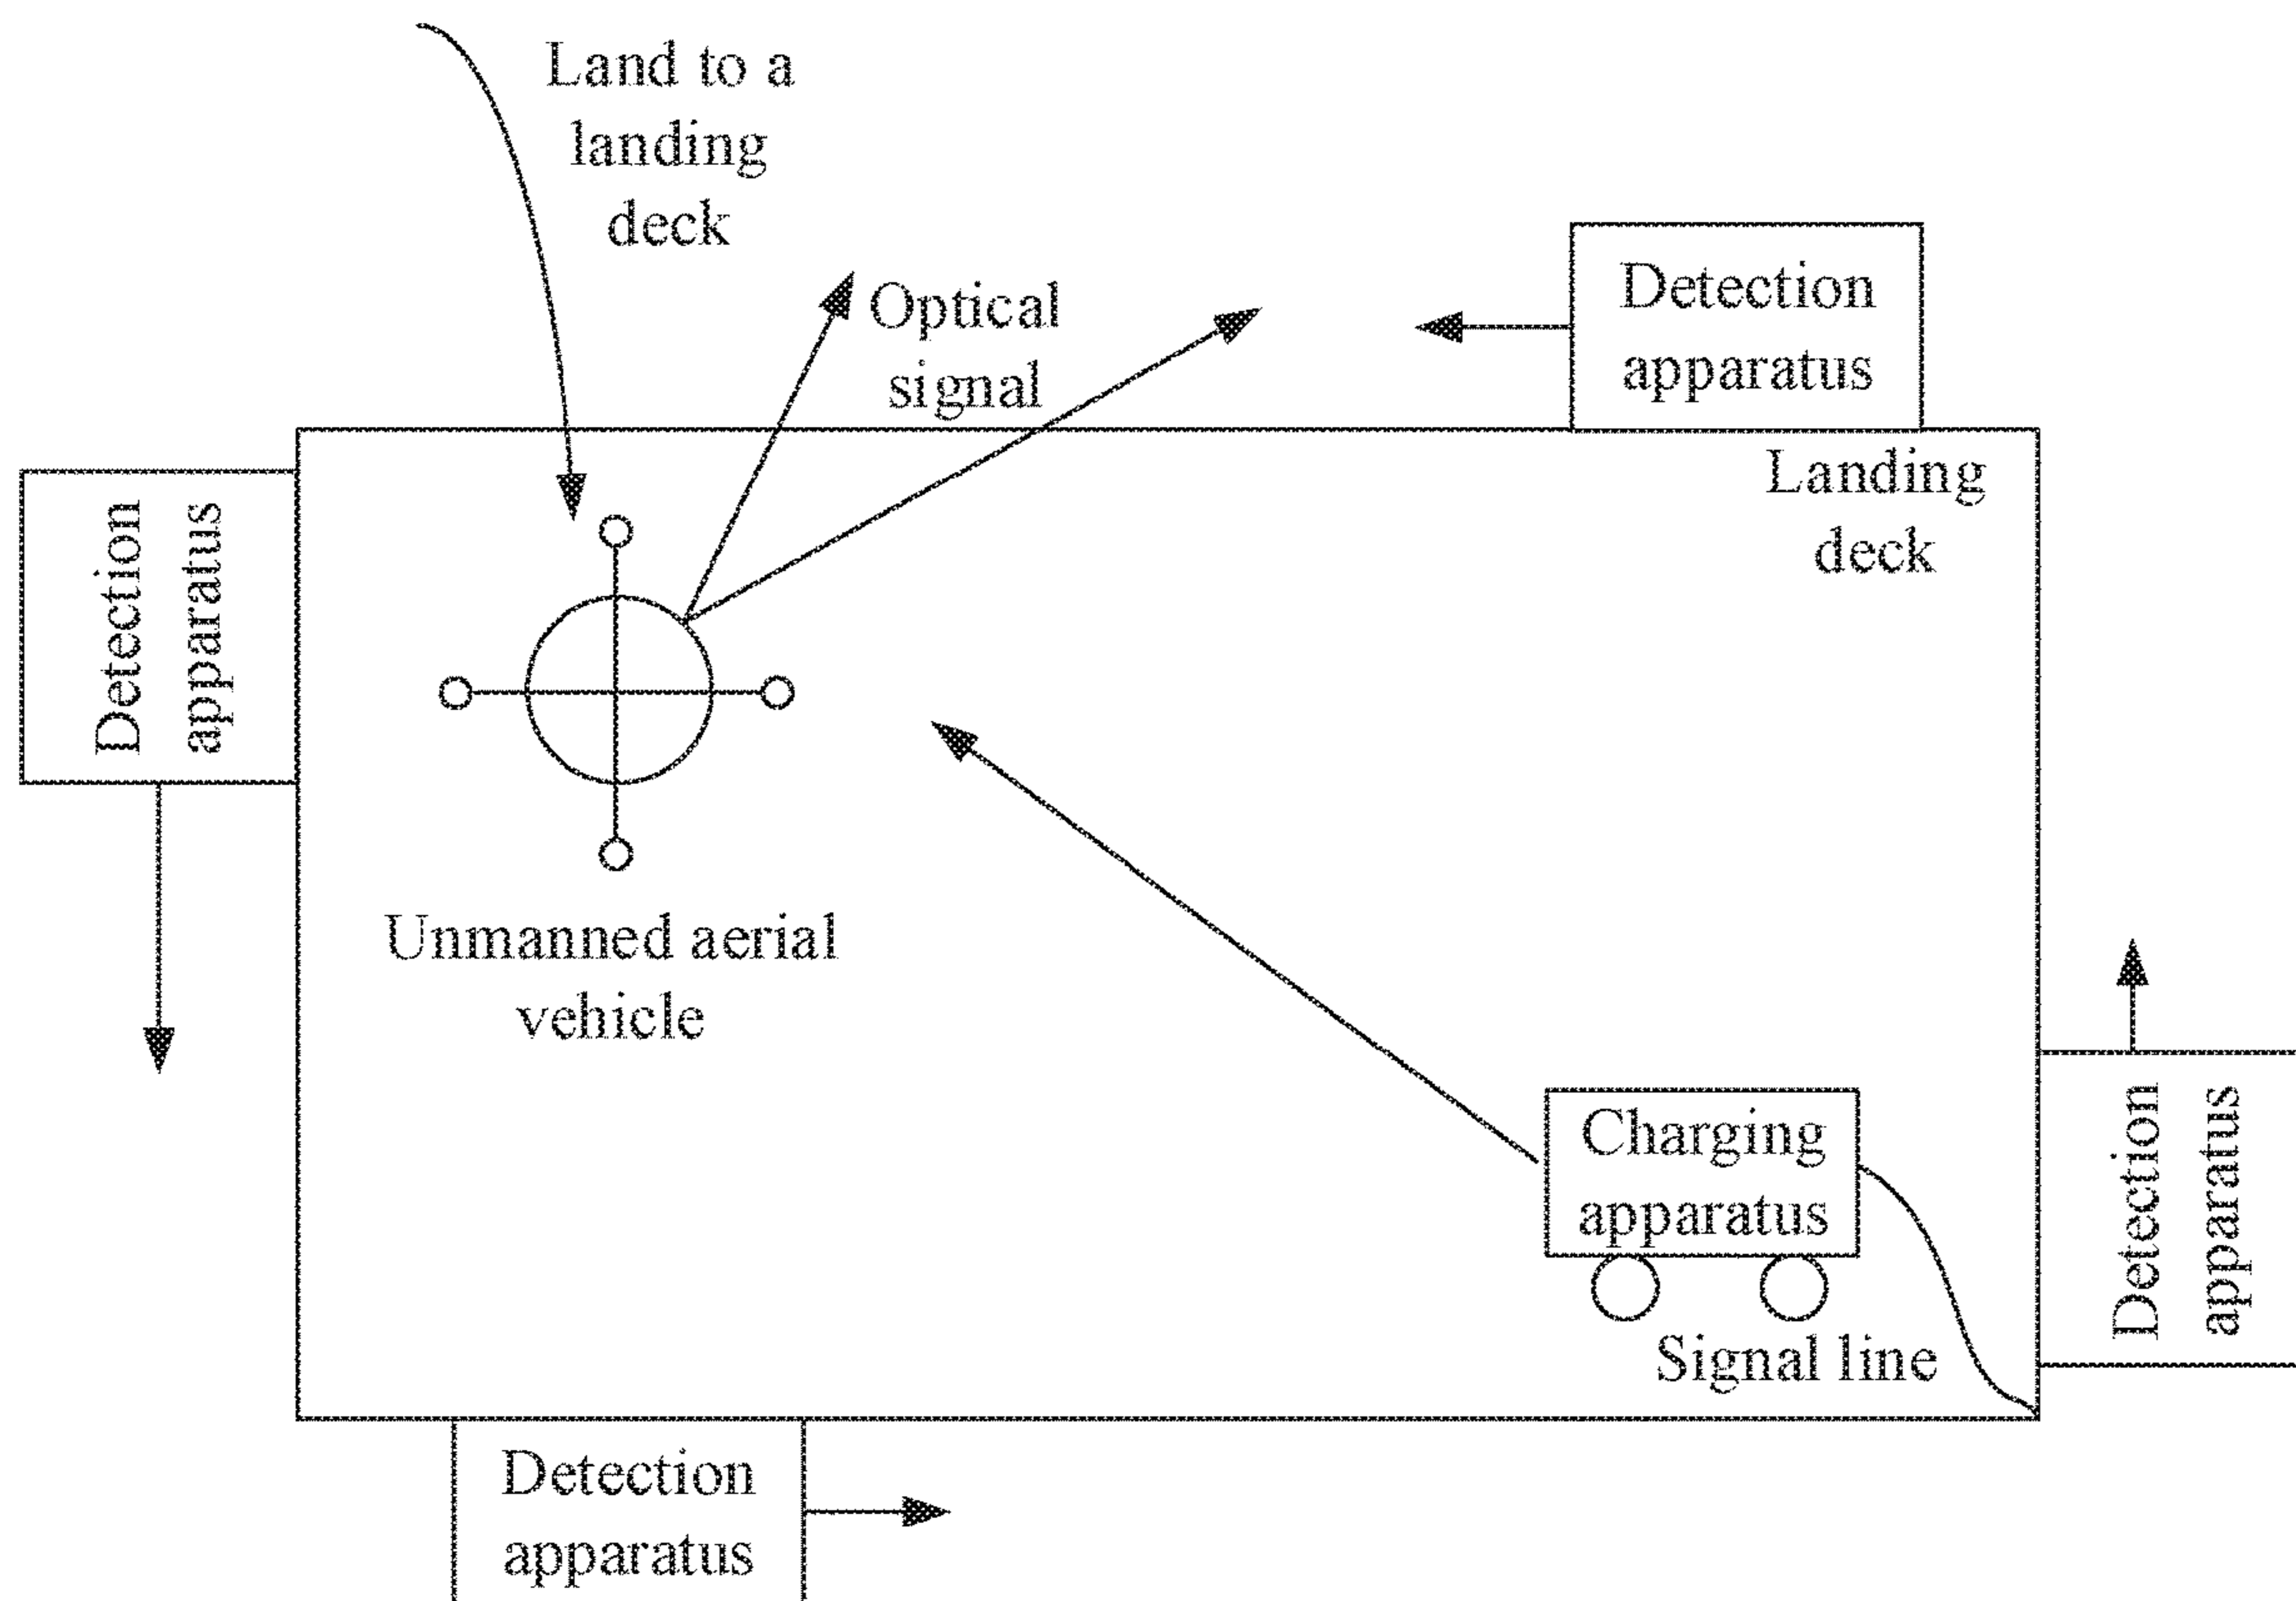 Land to a
landing
deck
Optical
signal
Detection
apparatus
Landing
deck
Detection
apparatus
Unmanned aerial
vehicle
Charging
apparatus
Signal line
Detection
apparatus
Detection
apparatus